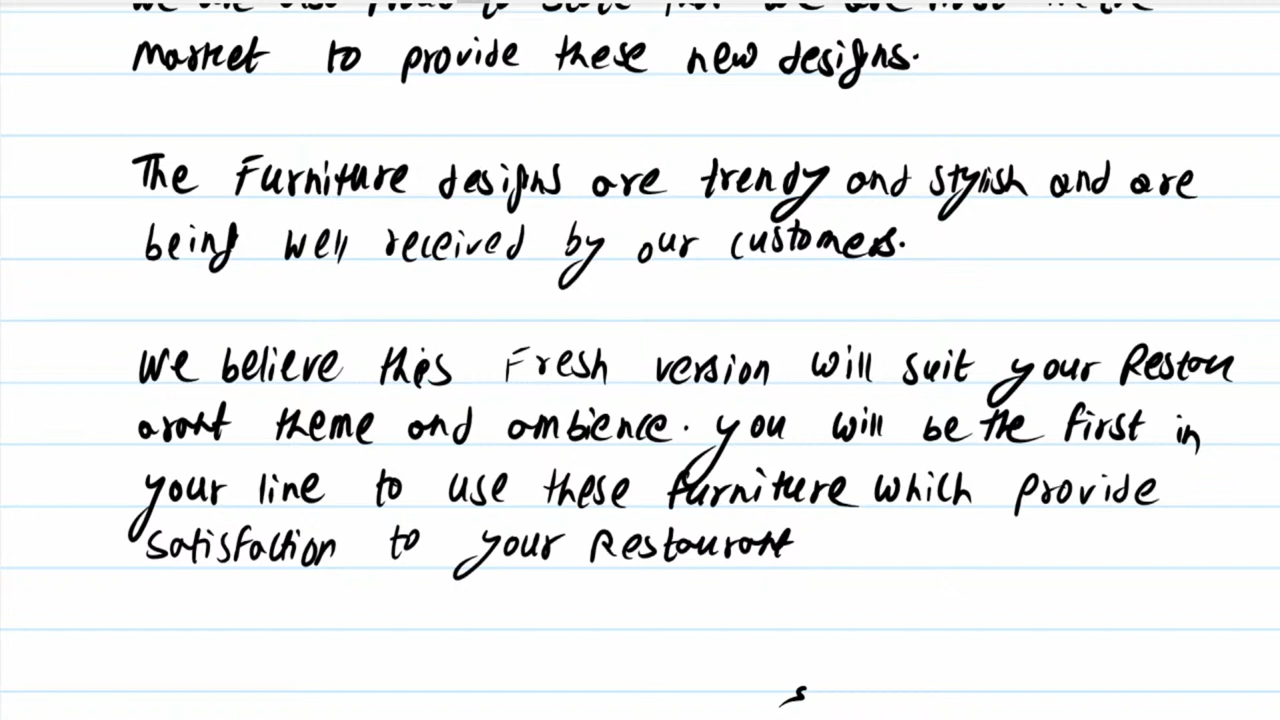 market to provide these new designs.
The Furniture designs are trendy and stylish and are
being well received by our customers.
We believe this Fresh version will suit your Restau
arant theme and ambience. you will be the first in
your line to use these furniture which provide
satisfaction to your Restaurant
s